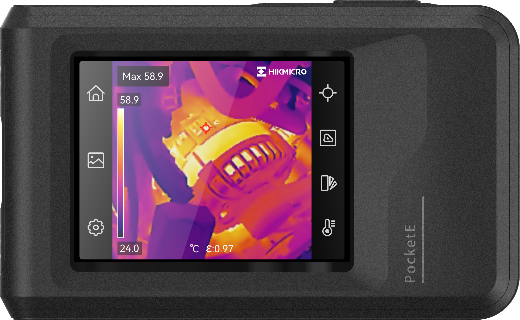 Max 58.9
HIKMICRO
58.9
24.0
℃ ε:0.97
PocketE